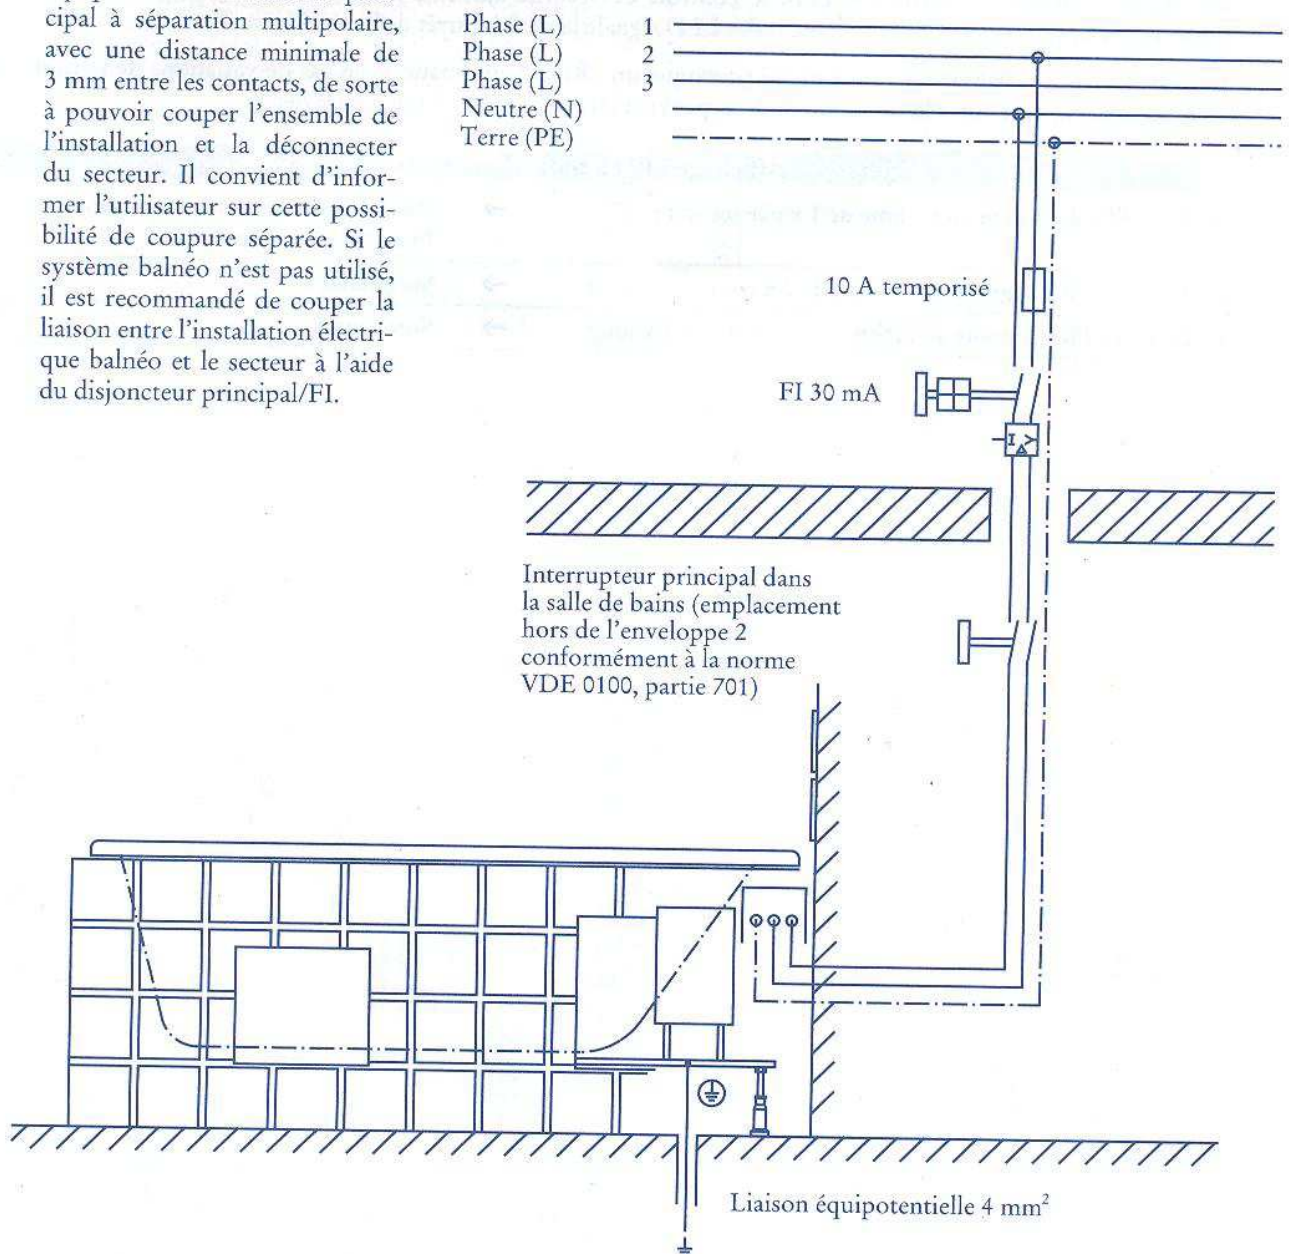 cipal à séparation multipolaire,
avec une distance minimale de
3 mm entre les contacts, de sorte
à pouvoir couper l'ensemble de
l'installation et la déconnecter
du secteur. Il convient d'infor-
mer l'utilisateur sur cette possi-
bilité de coupure séparée. Si le
système balnéo n'est pas utilisé,
il est recommandé de couper la
liaison entre l'installation électri-
que balnéo et le secteur à l'aide
du disjoncteur principal/FI.
Phase (L) 1
Phase (L) 2
Phase (L) 3
Neutre (N)
Terre (PE)
10 A temporisé
FI 30 mA
I >
Interrupteur principal dans
la salle de bains (emplacement
hors de l'enveloppe 2
conformément à la norme
VDE 0100, partie 701)
Liaison équipotentielle 4 mm²